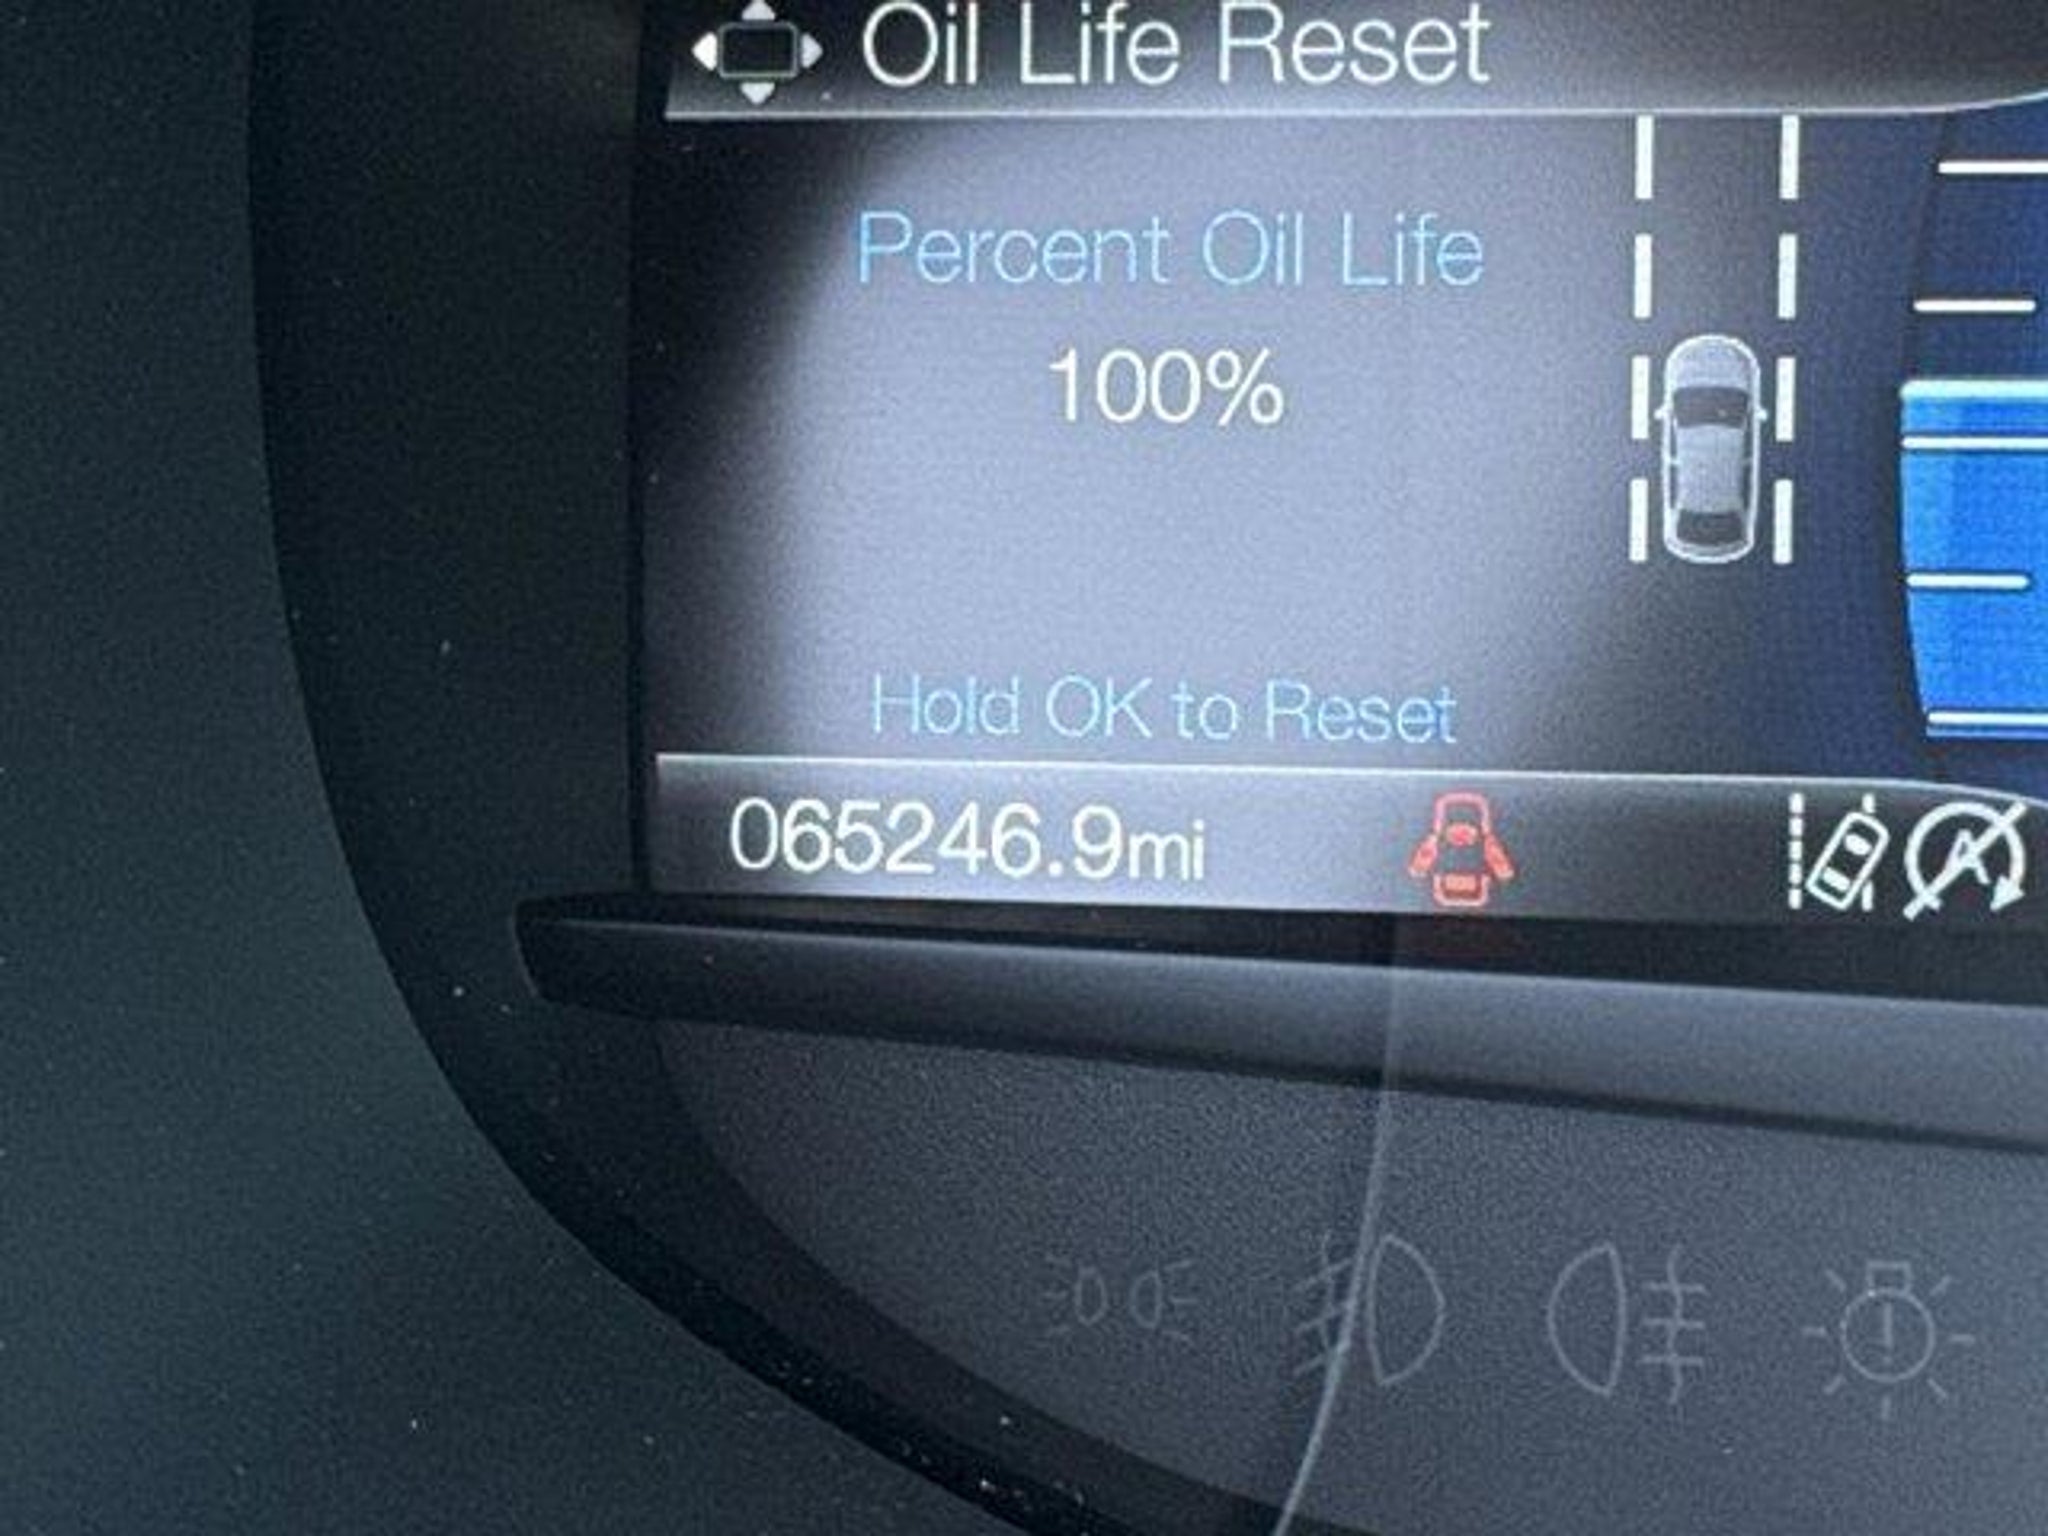 Oil Life Reset
Percent Oil Life
100%
Hold OK to Reset
065246.9mi